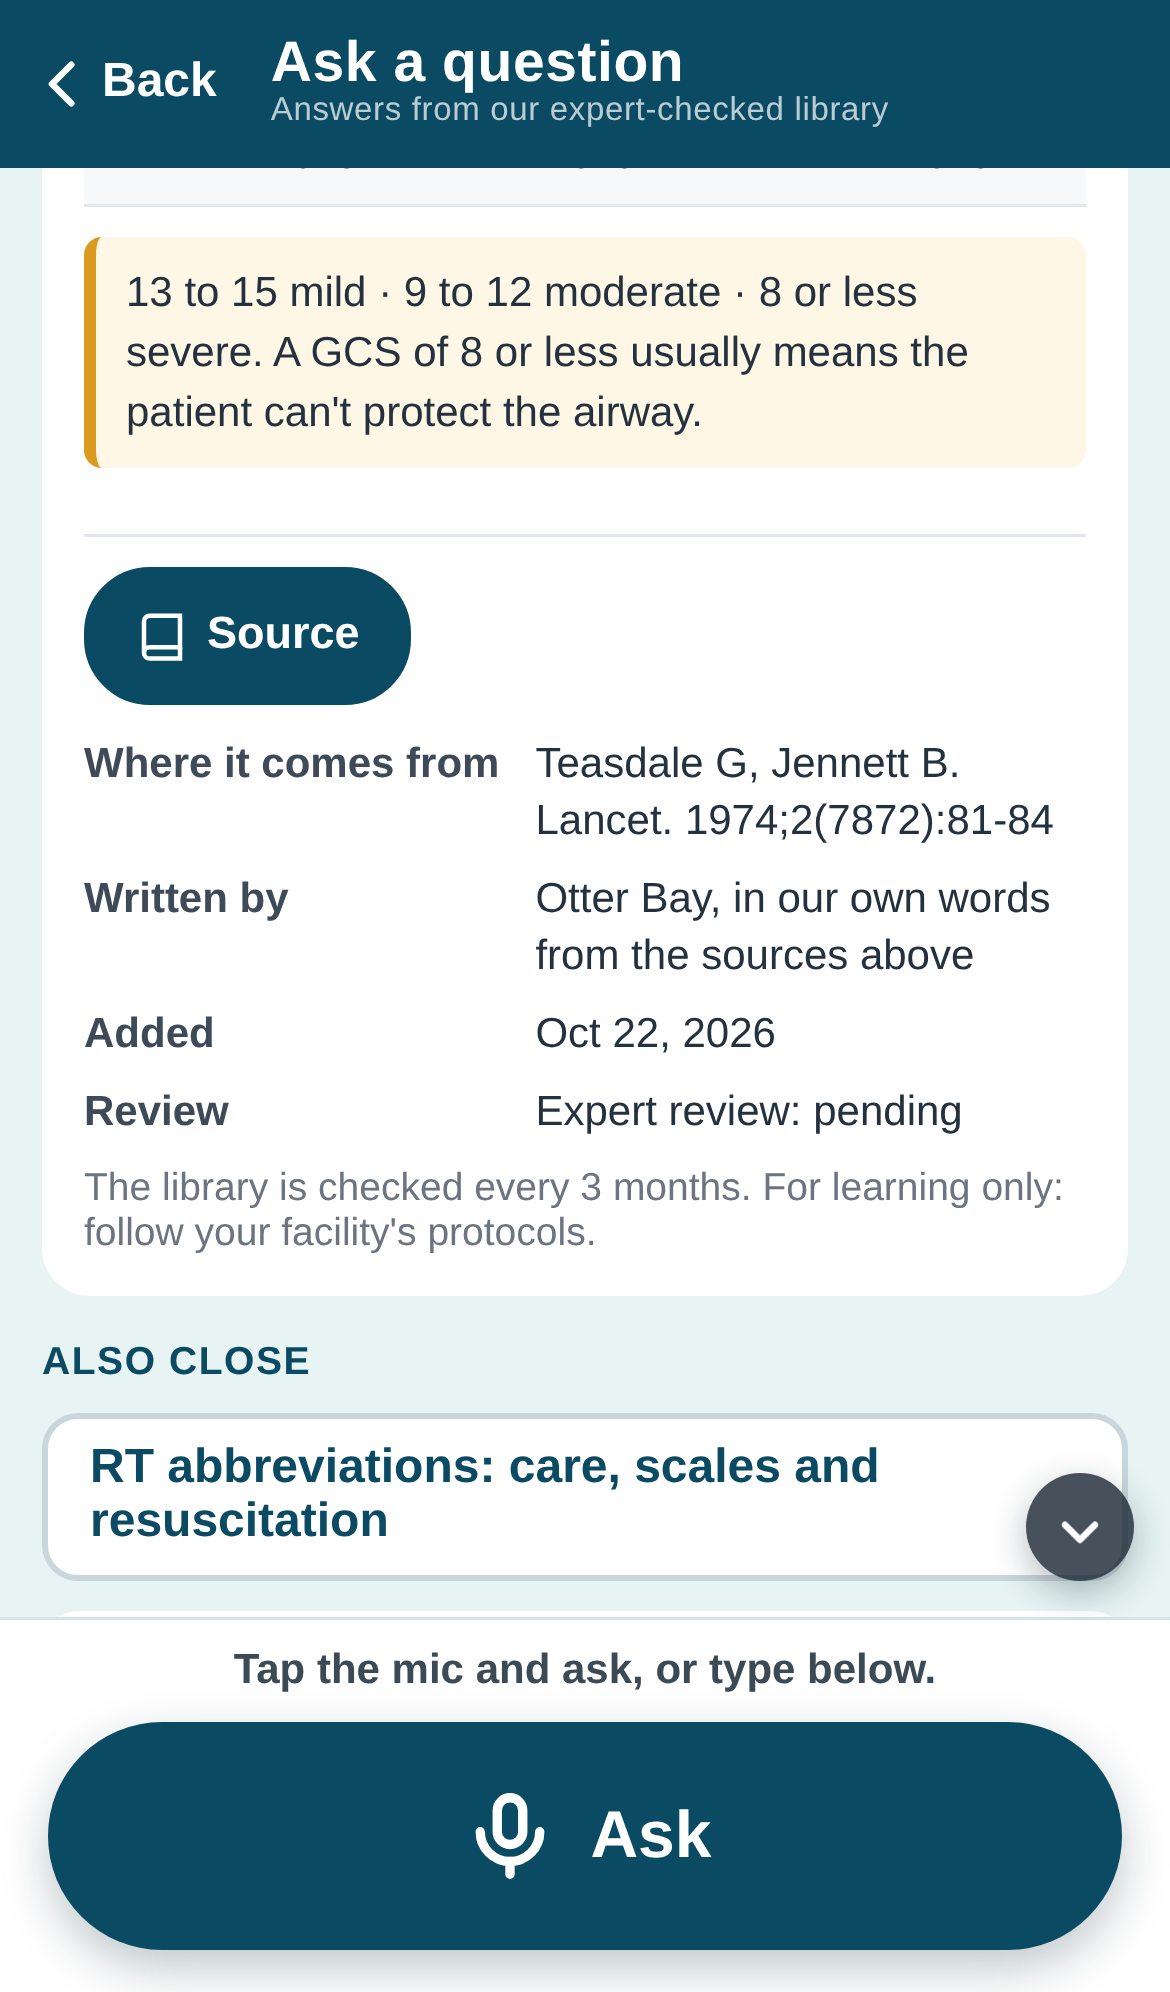 Back
Ask a question
Answers from our expert-checked library
13 to 15 mild · 9 to 12 moderate · 8 or less
severe. A GCS of 8 or less usually means the
patient can't protect the airway.
Source
Where it comes from
Teasdale G, Jennett B.
Lancet. 1974;2(7872):81-84
Written by
Otter Bay, in our own words
from the sources above
Added
Oct 22, 2026
Review
Expert review: pending
The library is checked every 3 months. For learning only:
follow your facility's protocols.
ALSO CLOSE
RT abbreviations: care, scales and
resuscitation
Tap the mic and ask, or type below.
Ask